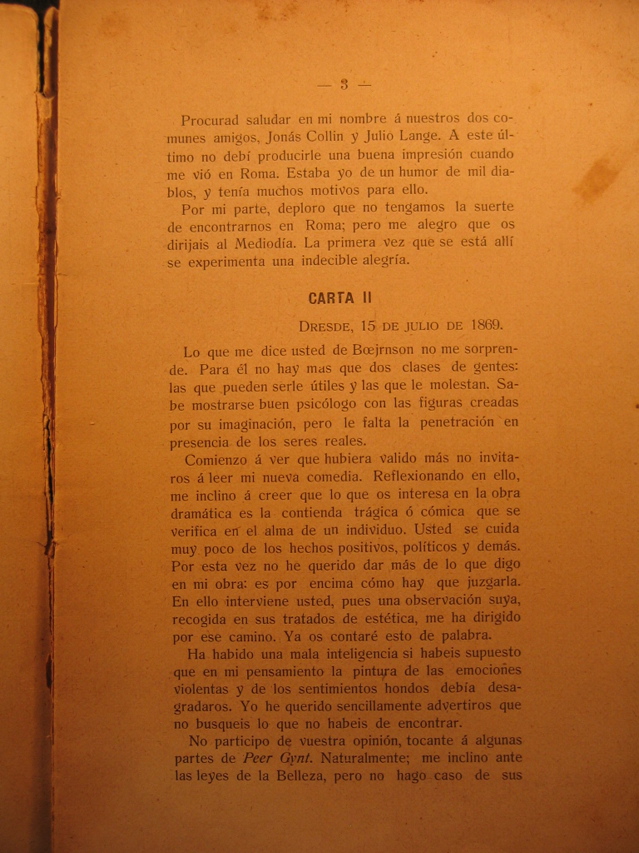 — 3 —
Procurad saludar en mi nombre á nuestros dos co-
munes amigos, Jonás Collin y Julio Lange. A este úl-
timo no debí producirle una buena impresión cuando
me vió en Roma. Estaba yo de un humor de mil dia-
blos, y tenía muchos motivos para ello.
Por mi parte, deploro que no tengamos la suerte
de encontrarnos en Roma; pero me alegro que os
dirijais al Mediodía. La primera vez que se está allí
se experimenta una indecible alegría.
CARTA II
DRESDE, 15 DE JULIO DE 1869.
Lo que me dice usted de Bœjrnson no me sorpren-
de. Para él no hay mas que dos clases de gentes:
las que pueden serle útiles y las que le molestan. Sa-
be mostrarse buen psicólogo con las figuras creadas
por su imaginación, pero le falta la penetración en
presencia de los seres reales.
Comienzo á ver que hubiera valido más no invita-
ros á leer mi nueva comedia. Reflexionando en ello,
me inclino á creer que lo que os interesa en la obra
dramática es la contienda trágica ó cómica que se
verifica en el alma de un individuo. Usted se cuida
muy poco de los hechos positivos, políticos y demás.
Por esta vez no he querido dar más de lo que digo
en mi obra: es por encima cómo hay que juzgarla.
En ello interviene usted, pues una observación suya,
recogida en sus tratados de estética, me ha dirigido
por ese camino. Ya os contaré esto de palabra.
Ha habido una mala inteligencia si habeis supuesto
que en mi pensamiento la pintura de las emociones
violentas y de los sentimientos hondos debía desa-
gradaros. Yo he querido sencillamente advertiros que
no busqueis lo que no habeis de encontrar.
No participo de vuestra opinión, tocante á algunas
partes de Peer Gynt. Naturalmente; me inclino ante
las leyes de la Belleza, pero no hago caso de sus